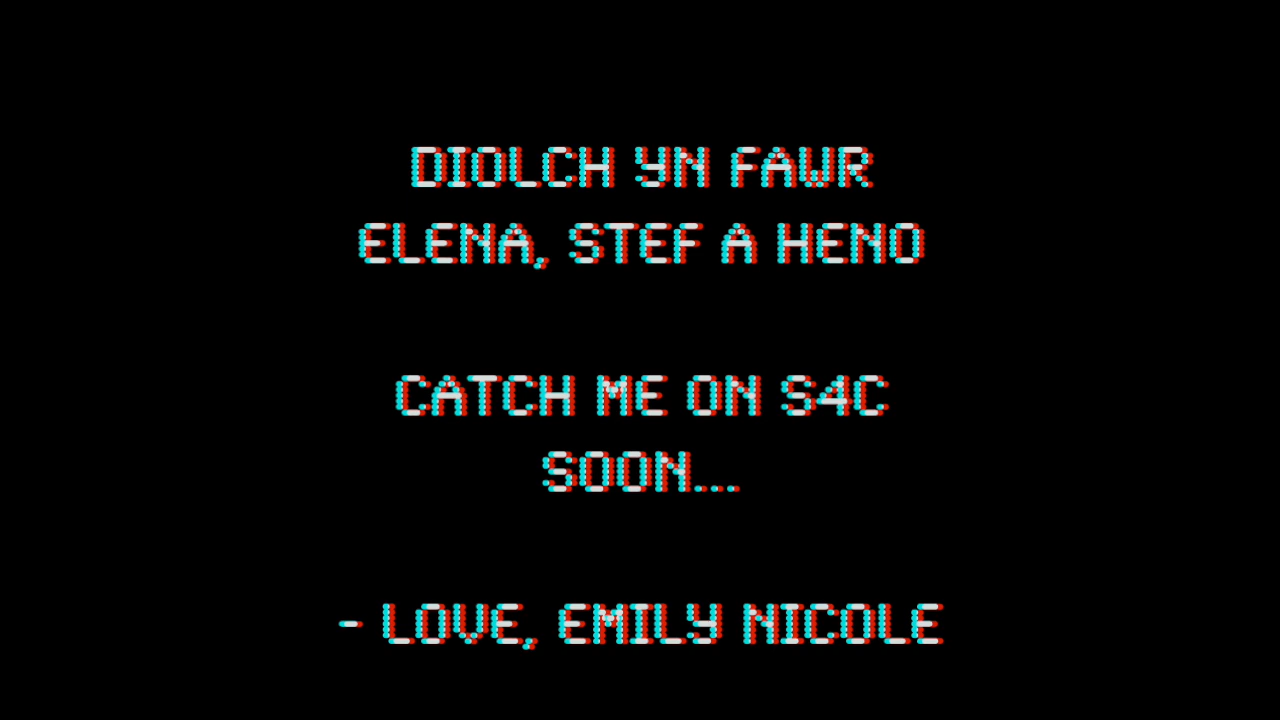 DIOLCH YN FAWR
ELENA, STEF A HENO
CATCH ME ON S4C
SOON...
- LOVE, EMILY NICOLE